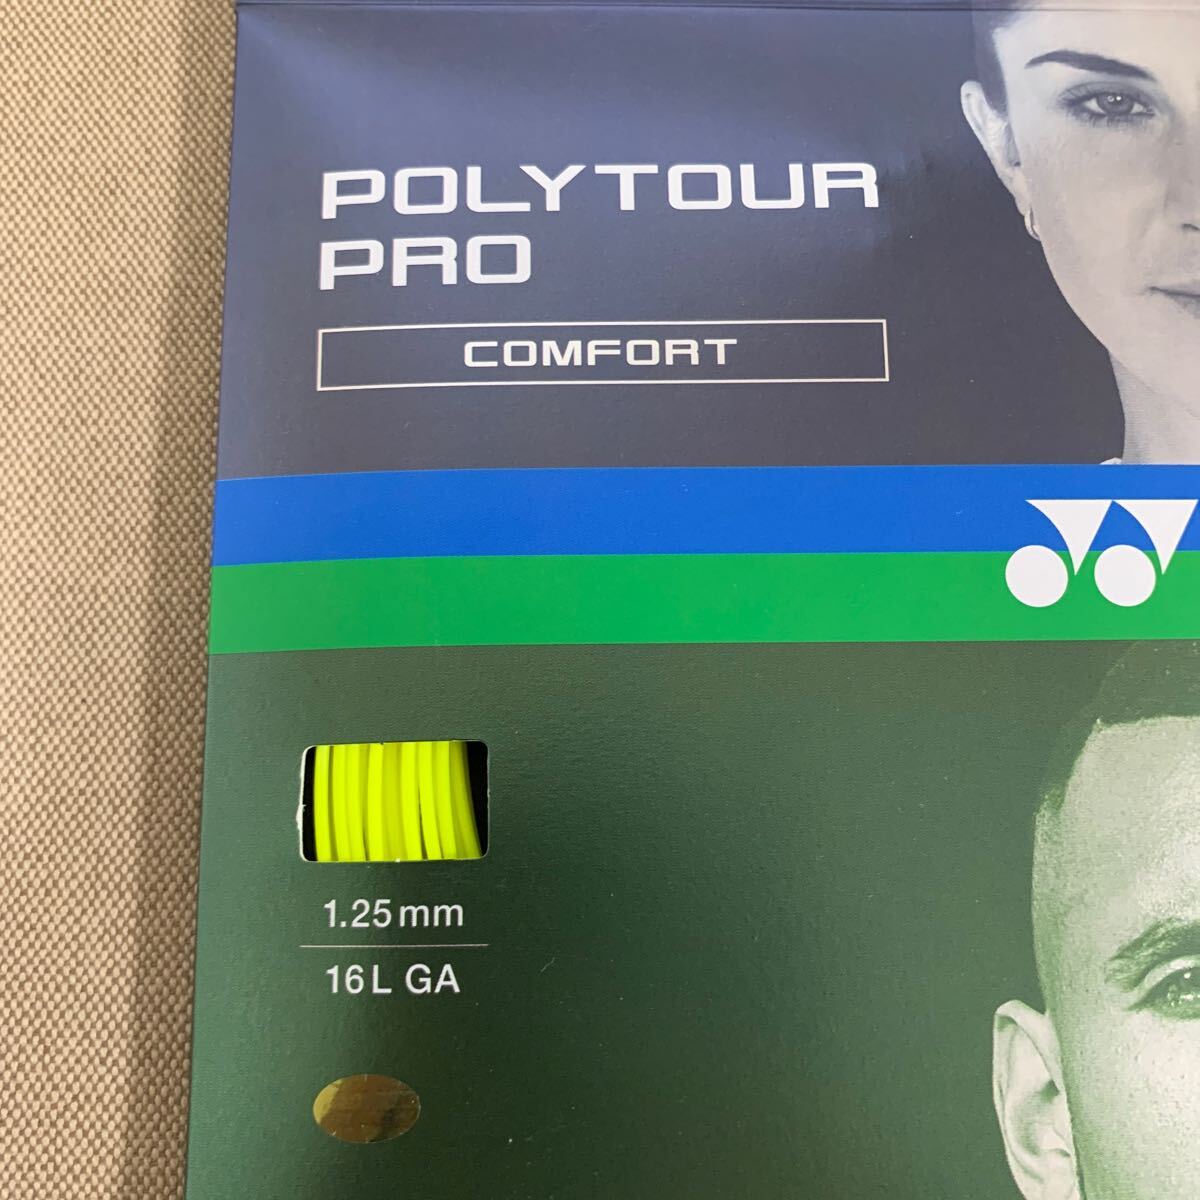 POLYTOUR
PRO
COMFORT
1.25mm
16L GA